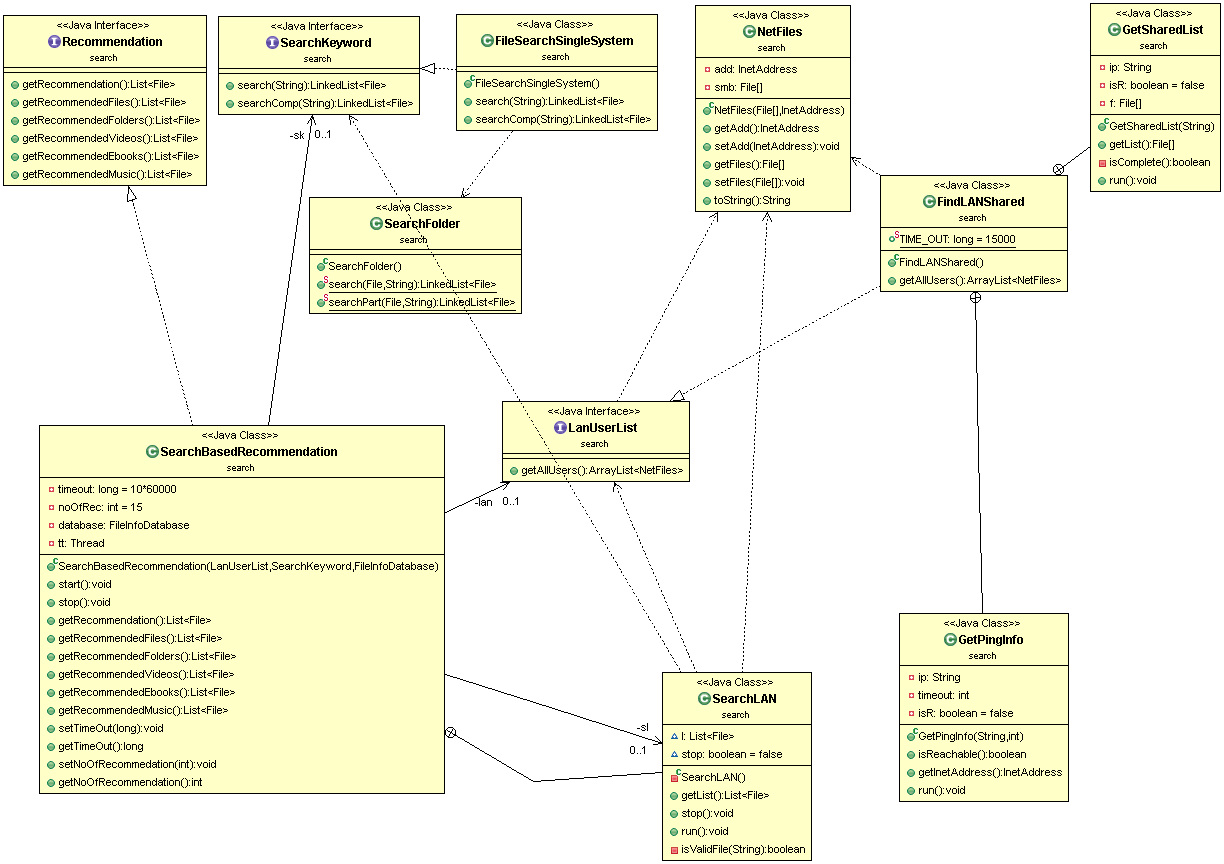 <<Java Interface>>
Recommendation
search
getRecommendation():List<File>
getRecommendedFiles():List<File>
getRecommendedFolders():List<File>
getRecommendedVideos():List<File>
getRecommendedEbooks():List<File>
getRecommendedMusic():List<File>
<<Java Interface>>
SearchKeyword
search
search(String):LinkedList<File>
searchComp(String):LinkedList<File>
<<Java Class>>
FileSearchSingleSystem
search
FileSearchSingleSystem()
search(String):LinkedList<File>
searchComp(String):LinkedList<File>
<<Java Class>>
NetFiles
search
add: InetAddress
smb: File[]
NetFiles(File[],InetAddress)
getAdd():InetAddress
setAdd(InetAddress):void
getFiles():File[]
setFiles(File[]):void
toString():String
<<Java Class>>
GetSharedList
search
ip: String
isR: boolean = false
f: File[]
GetSharedList(String)
getList():File[]
isComplete():boolean
run():void
-sk 0..1
<<Java Class>>
SearchFolder
search
SearchFolder()
search(File,String):LinkedList<File>
searchPart(File,String):LinkedList<File>
<<Java Class>>
FindLANShared
search
TIME_OUT: long = 15000
FindLANShared()
getAllUsers():ArrayList<NetFiles>
<<Java Interface>>
LanUserList
search
getAllUsers():ArrayList<NetFiles>
<<Java Class>>
SearchBasedRecommendation
search
timeout: long = 10*60000
noOfRec: int = 15
database: FileInfoDatabase
tt: Thread
SearchBasedRecommendation(LanUserList,SearchKeyword,FileInfoDatabase)
start():void
stop():void
getRecommendation():List<File>
getRecommendedFiles():List<File>
getRecommendedFolders():List<File>
getRecommendedVideos():List<File>
getRecommendedEbooks():List<File>
getRecommendedMusic():List<File>
setTimeOut(long):void
getTimeOut():long
setNoOfRecommedation(int):void
getNoOfRecommendation():int
-lan 0..1
-sl
0..1
<<Java Class>>
SearchLAN
search
l: List<File>
stop: boolean = false
SearchLAN()
getList():List<File>
stop():void
run():void
isValidFile(String):boolean
<<Java Class>>
GetPingInfo
search
ip: String
timeout: int
isR: boolean = false
GetPingInfo(String,int)
isReachable():boolean
getInetAddress():InetAddress
run():void